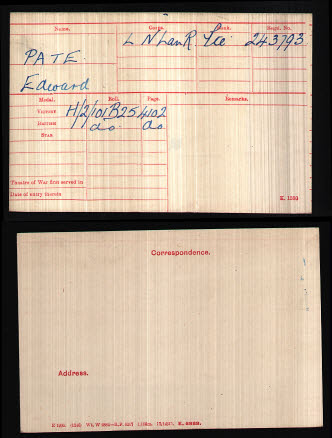 Name. Corps. Rank. Regtl. No.
PATE L N Lan R Pte 243793
Edward
Medal. Roll. Page. Remarks.
Victory H/2/101B25 4102
British do do
Star
Theatre of War first served in
Date of entry therein
K. 1380
Correspondence.
Address.